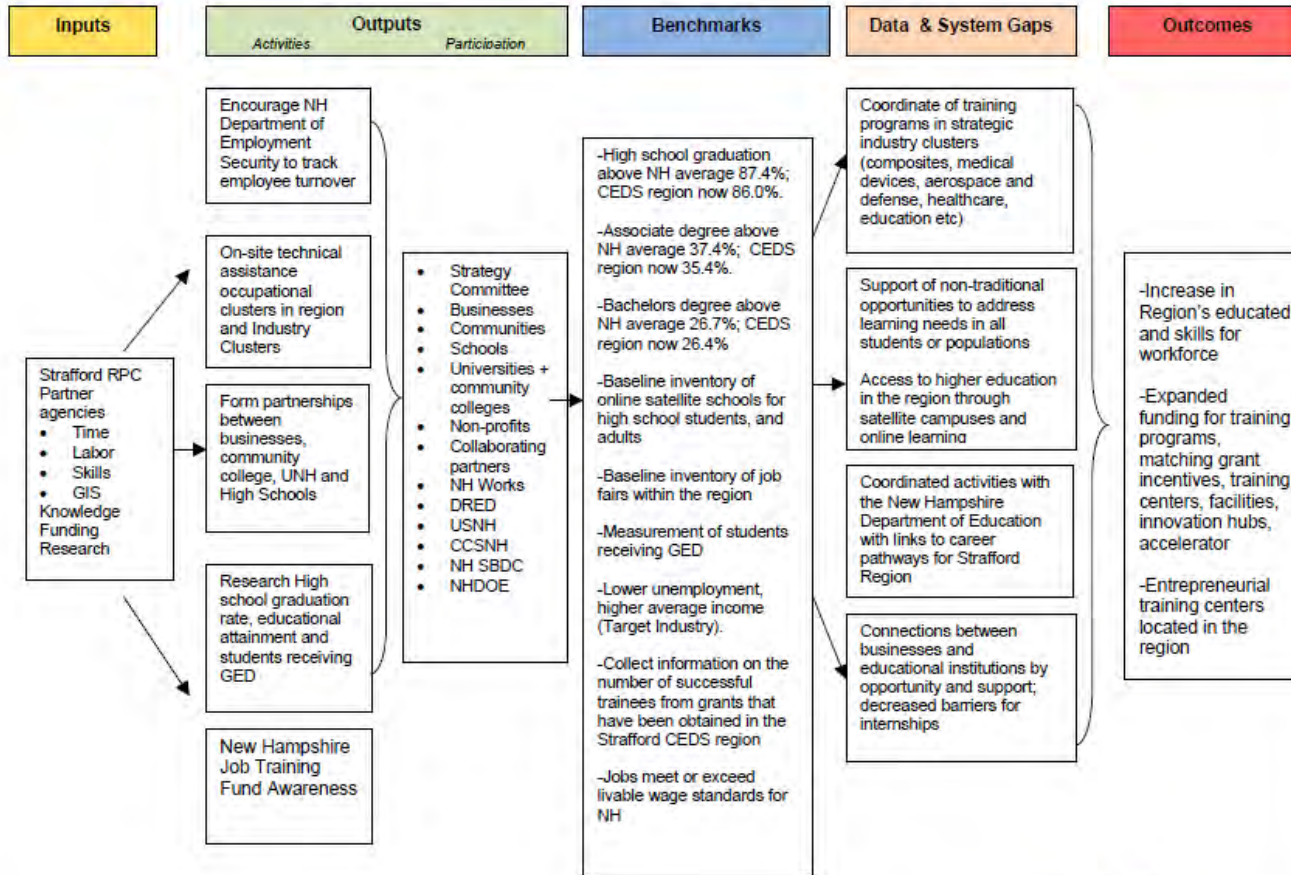 Inputs
Outputs
Activities
Participation
Benchmarks
Data & System Gaps
Outcomes
Strafford RPC
Partner
agencies
• Time
• Labor
• Skills
• GIS
Knowledge
Funding
Research
Encourage NH
Department of
Employment
Security to track
employee turnover
On-site technical
assistance
occupational
clusters in region
and Industry
Clusters
Form partnerships
between
businesses,
community
college, UNH and
High Schools
Research High
school graduation
rate, educational
attainment and
students receiving
GED
New Hampshire
Job Training
Fund Awareness
• Strategy
Committee
• Businesses
• Communities
• Schools
• Universities +
community
colleges
• Non-profits
• Collaborating
partners
• NH Works
• DRED
• USNH
• CCSNH
• NH SBDC
• NHDOE
-High school graduation
above NH average 87.4%;
CEDS region now 86.0%.
-Associate degree above
NH average 37.4%; CEDS
region now 35.4%.
-Bachelors degree above
NH average 26.7%; CEDS
region now 26.4%
-Baseline inventory of
online satellite schools for
high school students, and
adults
-Baseline inventory of job
fairs within the region
-Measurement of students
receiving GED
-Lower unemployment,
higher average income
(Target Industry).
-Collect information on the
number of successful
trainees from grants that
have been obtained in the
Strafford CEDS region
-Jobs meet or exceed
livable wage standards for
NH
Coordinate of training
programs in strategic
industry clusters
(composites, medical
devices, aerospace and
defense, healthcare,
education etc)
Support of non-traditional
opportunities to address
learning needs in all
students or populations
Access to higher education
in the region through
satellite campuses and
online learning
Coordinated activities with
the New Hampshire
Department of Education
with links to career
pathways for Strafford
Region
Connections between
businesses and
educational institutions by
opportunity and support;
decreased barriers for
internships
-Increase in
Region's educated
and skills for
workforce
-Expanded
funding for training
programs,
matching grant
incentives, training
centers, facilities,
innovation hubs,
accelerator
-Entrepreneurial
training centers
located in the
region